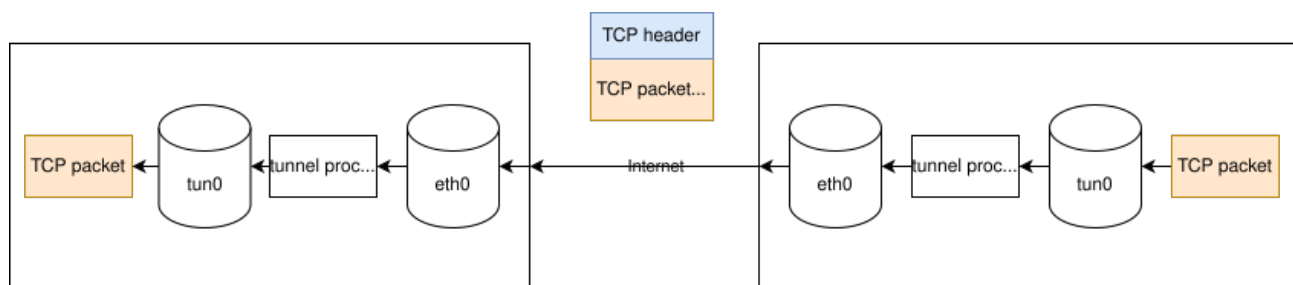 TCP header
TCP packet...
TCP packet
tun0
tunnel proc...
eth0
Internet
eth0
tunnel proc...
tun0
TCP packet